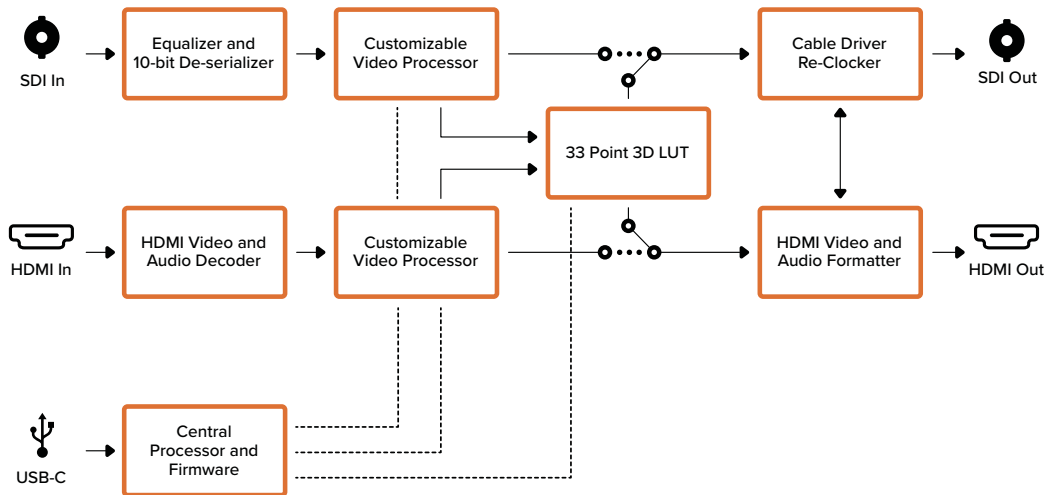 SDI In
Equalizer and
10-bit De-serializer
Customizable
Video Processor
Cable Driver
Re-Clocker
SDI Out
33 Point 3D LUT
HDMI In
HDMI Video and
Audio Decoder
Customizable
Video Processor
HDMI Video and
Audio Formatter
HDMI Out
USB-C
Central
Processor and
Firmware